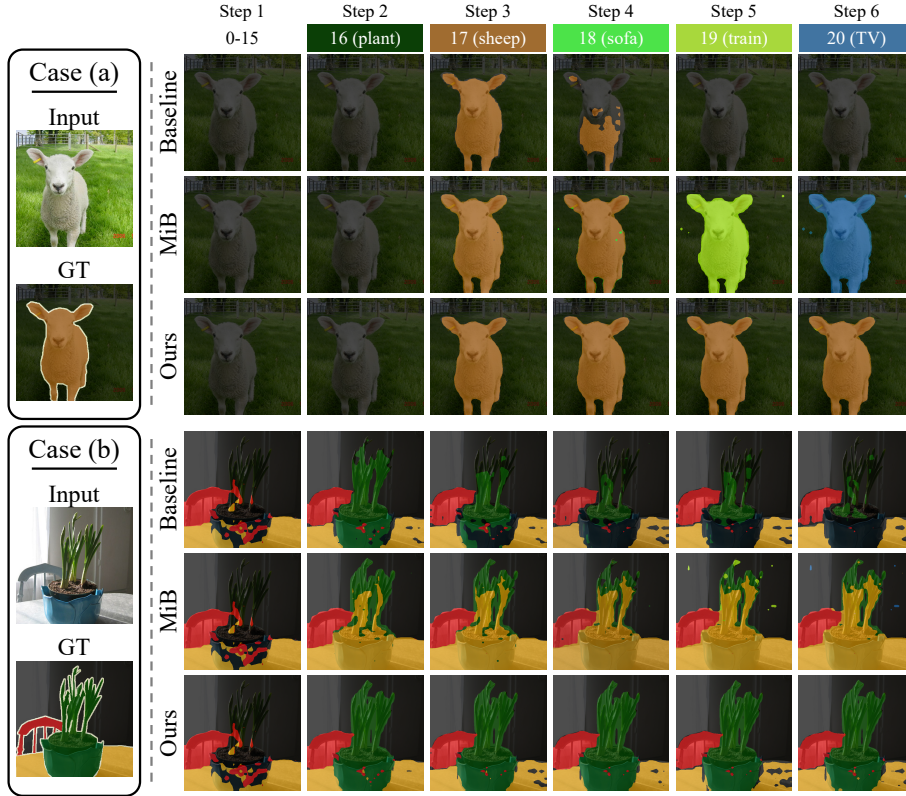 Step 1 Step 2 Step 3 Step 4 Step 5 Step 6
0-15 16 (plant) 17 (sheep) 18 (sofa) 19 (train) 20 (TV)
Case (a)
Input
GT
Baseline
MiB
Ours
Case (b)
Input
GT
Baseline
MiB
Ours